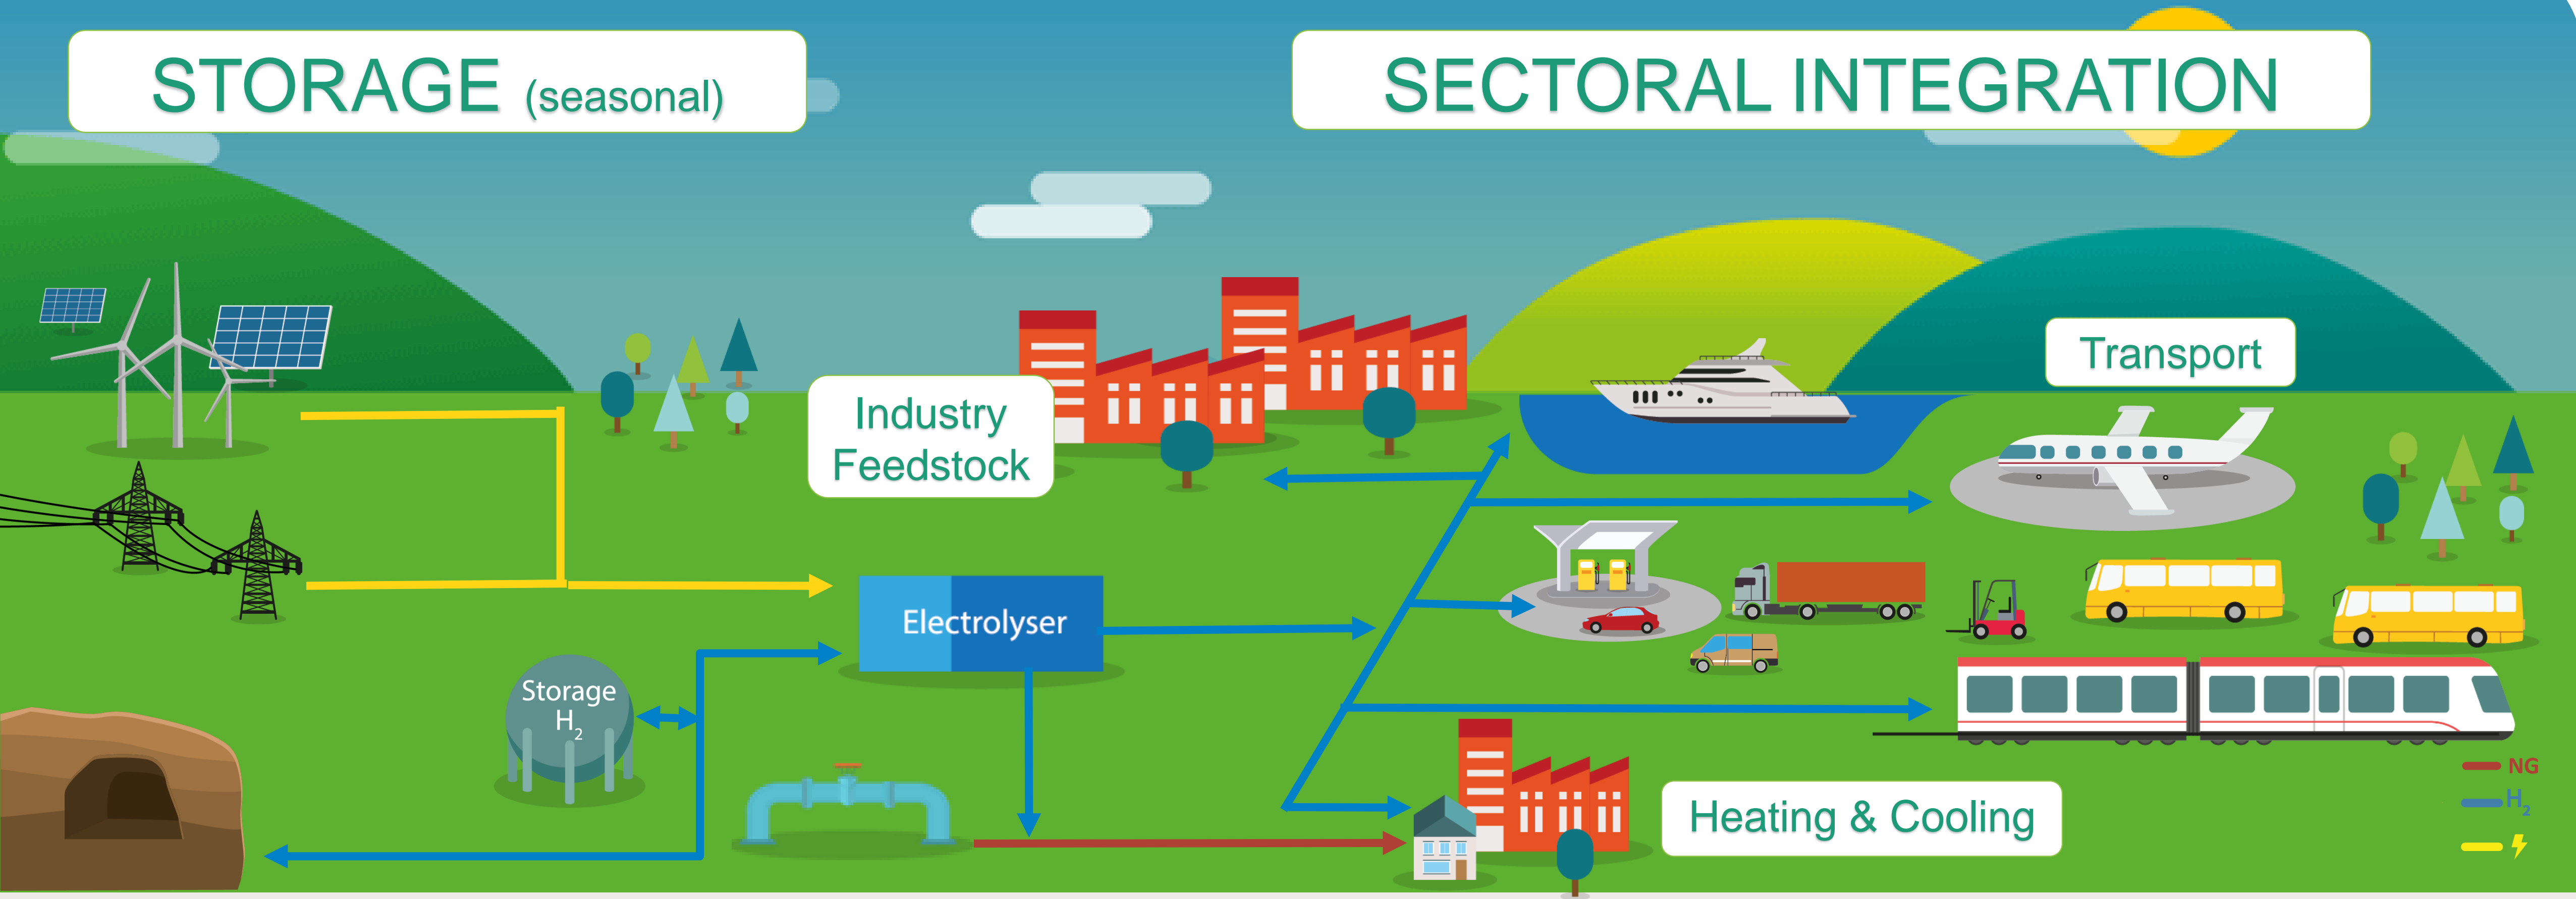 STORAGE (seasonal)
SECTORAL INTEGRATION
Transport
Industry
Feedstock
Electrolyser
Storage
H₂
Heating & Cooling
NG
H₂